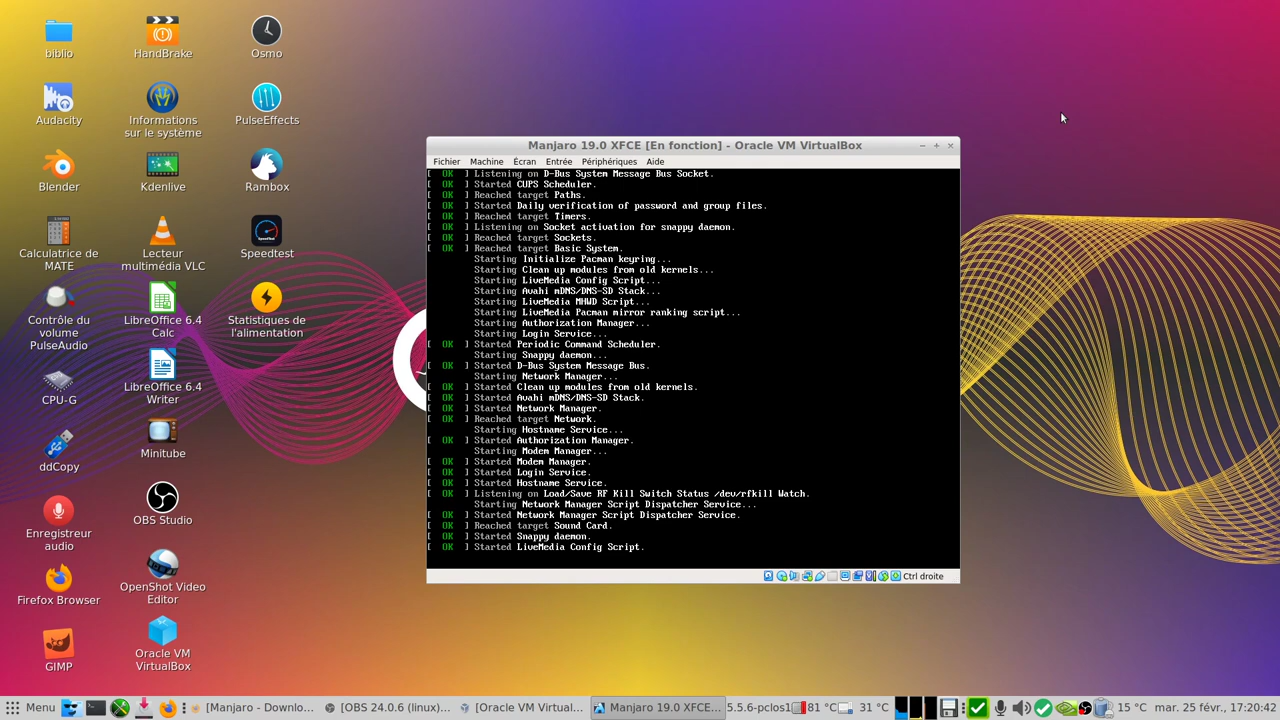 biblio
HandBrake
Osmo
Audacity
Informations
sur le système
PulseEffects
Blender
Kdenlive
Rambox
Calculatrice de
MATE
Lecteur
multimédia VLC
Speedtest
Contrôle du
volume
PulseAudio
LibreOffice 6.4
Calc
Statistiques de
l'alimentation
CPU-G
LibreOffice 6.4
Writer
ddCopy
Minitube
Enregistreur
audio
OBS Studio
Firefox Browser
OpenShot Video
Editor
GIMP
Oracle VM
VirtualBox
Manjaro 19.0 XFCE [En fonction] - Oracle VM VirtualBox
Fichier Machine Écran Entrée Périphériques Aide
[ OK ] Listening on D-Bus System Message Bus Socket.
[ OK ] Started CUPS Scheduler.
[ OK ] Reached target Paths.
[ OK ] Started Daily verification of password and group files.
[ OK ] Reached target Timers.
[ OK ] Listening on Socket activation for snappy daemon.
[ OK ] Reached target Sockets.
[ OK ] Reached target Basic System.
Starting Initialize Pacman keyring...
Starting Clean up modules from old kernels...
Starting LiveMedia Config Script...
Starting Avahi mDNS/DNS-SD Stack...
Starting LiveMedia MHWD Script...
Starting LiveMedia Pacman mirror ranking script...
Starting Authorization Manager...
Starting Login Service...
[ OK ] Started Periodic Command Scheduler.
Starting Snappy daemon...
[ OK ] Started D-Bus System Message Bus.
Starting Network Manager...
[ OK ] Started Clean up modules from old kernels.
[ OK ] Started Avahi mDNS/DNS-SD Stack.
[ OK ] Started Network Manager.
[ OK ] Reached target Network.
Starting Hostname Service...
[ OK ] Started Authorization Manager.
Starting Modem Manager...
[ OK ] Started Modem Manager.
[ OK ] Started Login Service.
[ OK ] Started Hostname Service.
[ OK ] Listening on Load/Save RF Kill Switch Status /dev/rfkill Watch.
Starting Network Manager Script Dispatcher Service...
[ OK ] Started Network Manager Script Dispatcher Service.
[ OK ] Reached target Sound Card.
[ OK ] Started Snappy daemon.
[ OK ] Started LiveMedia Config Script.
Ctrl droite
Menu [Manjaro - Downlo... [OBS 24.0.6 (linux)... [Oracle VM Virtual... Manjaro 19.0 XFCE... 81 °C 31 °C 15 °C mar. 25 févr., 17:20:42